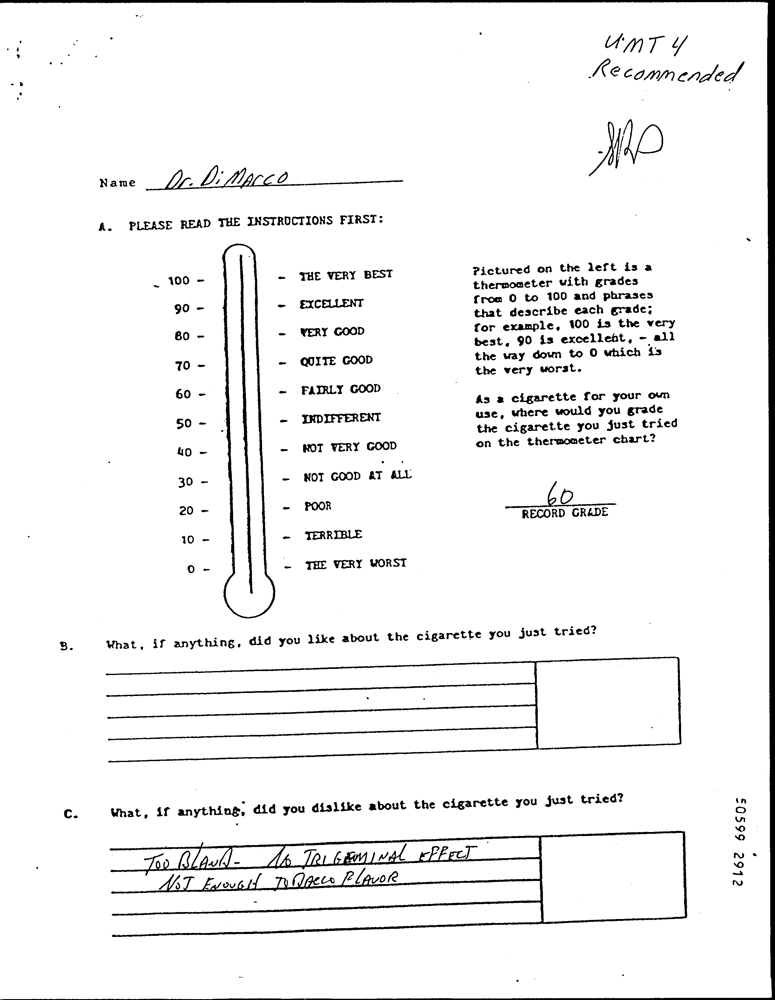 UMT 4
Recommended
Name Dr. DiMarco
A. PLEASE READ THE INSTRUCTIONS FIRST:
100 - - THE VERY BEST
90 - - EXCELLENT
80 - - VERY GOOD
70 - - QUITE GOOD
60 - - FAIRLY GOOD
50 - - INDIFFERENT
40 - - NOT VERY GOOD
30 - - NOT GOOD AT ALL
20 - - POOR
10 - - TERRIBLE
0 - - THE VERY WORST
Pictured on the left is a
thermometer with grades
from 0 to 100 and phrases
that describe each grade;
for example, 100 is the very
best, 90 is excellent, - all
the way down to 0 which is
the very worst.
As a cigarette for your own
use, where would you grade
the cigarette you just tried
on the thermometer chart?
60
RECORD GRADE
B. What, if anything, did you like about the cigarette you just tried?
C. What, if anything, did you dislike about the cigarette you just tried?
TOO BLAND - NO TRIGEMINAL EFFECT
NOT ENOUGH TOBACCO FLAVOR
50599 2912